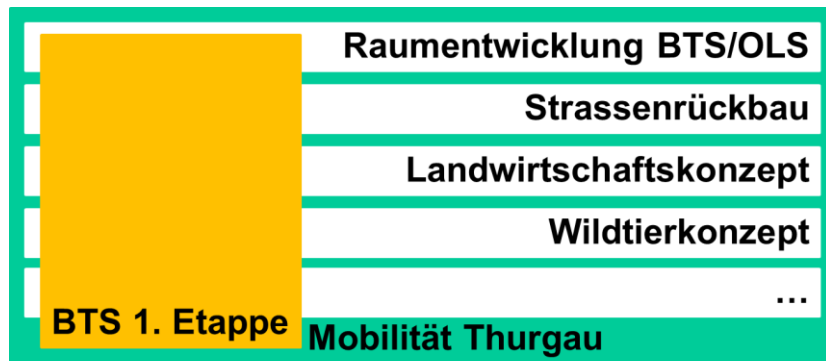 Raumentwicklung BTS/OLS
Strassenrückbau
Landwirtschaftskonzept
Wildtierkonzept
...
BTS 1. Etappe
Mobilität Thurgau